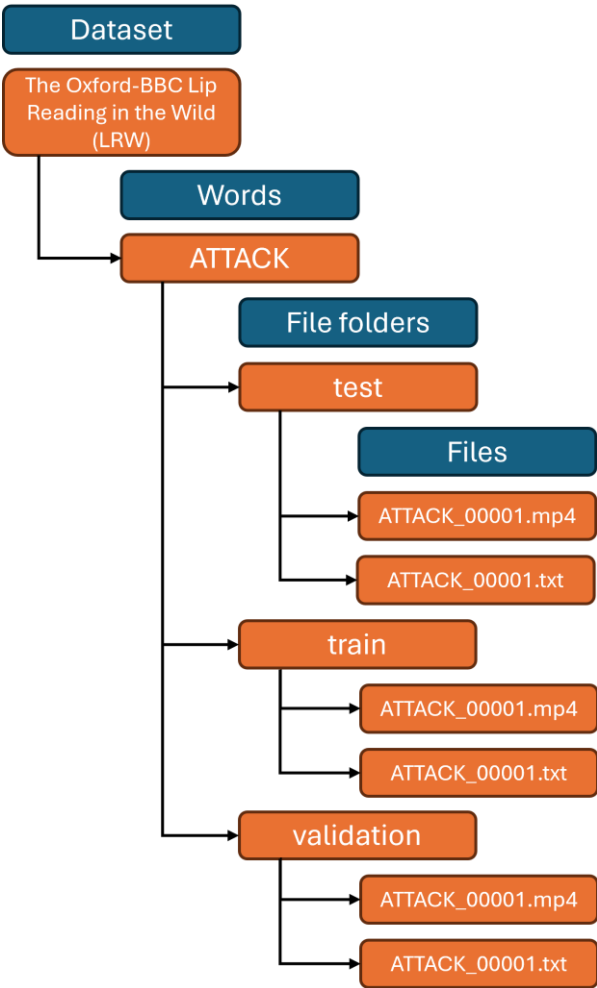 Dataset
The Oxford-BBC Lip
Reading in the Wild
(LRW)
Words
ATTACK
File folders
test
Files
ATTACK_00001.mp4
ATTACK_00001.txt
train
ATTACK_00001.mp4
ATTACK_00001.txt
validation
ATTACK_00001.mp4
ATTACK_00001.txt